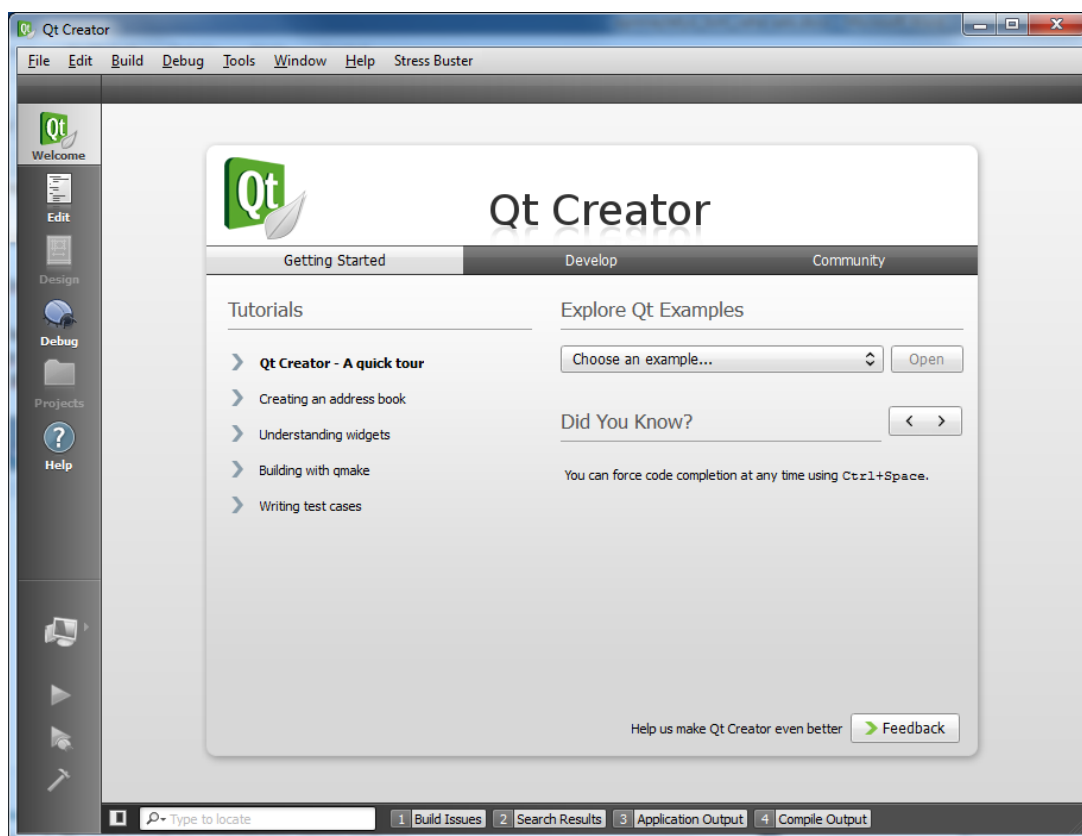 Qt Creator
File Edit Build Debug Tools Window Help Stress Buster
Qt
Welcome
Edit
Design
Debug
Projects
Help
Qt
Qt Creator
Getting Started Develop Community
Tutorials
Qt Creator - A quick tour
Creating an address book
Understanding widgets
Building with qmake
Writing test cases
Explore Qt Examples
Choose an example... Open
Did You Know?
You can force code completion at any time using Ctrl+Space.
Help us make Qt Creator even better Feedback
Type to locate 1 Build Issues 2 Search Results 3 Application Output 4 Compile Output